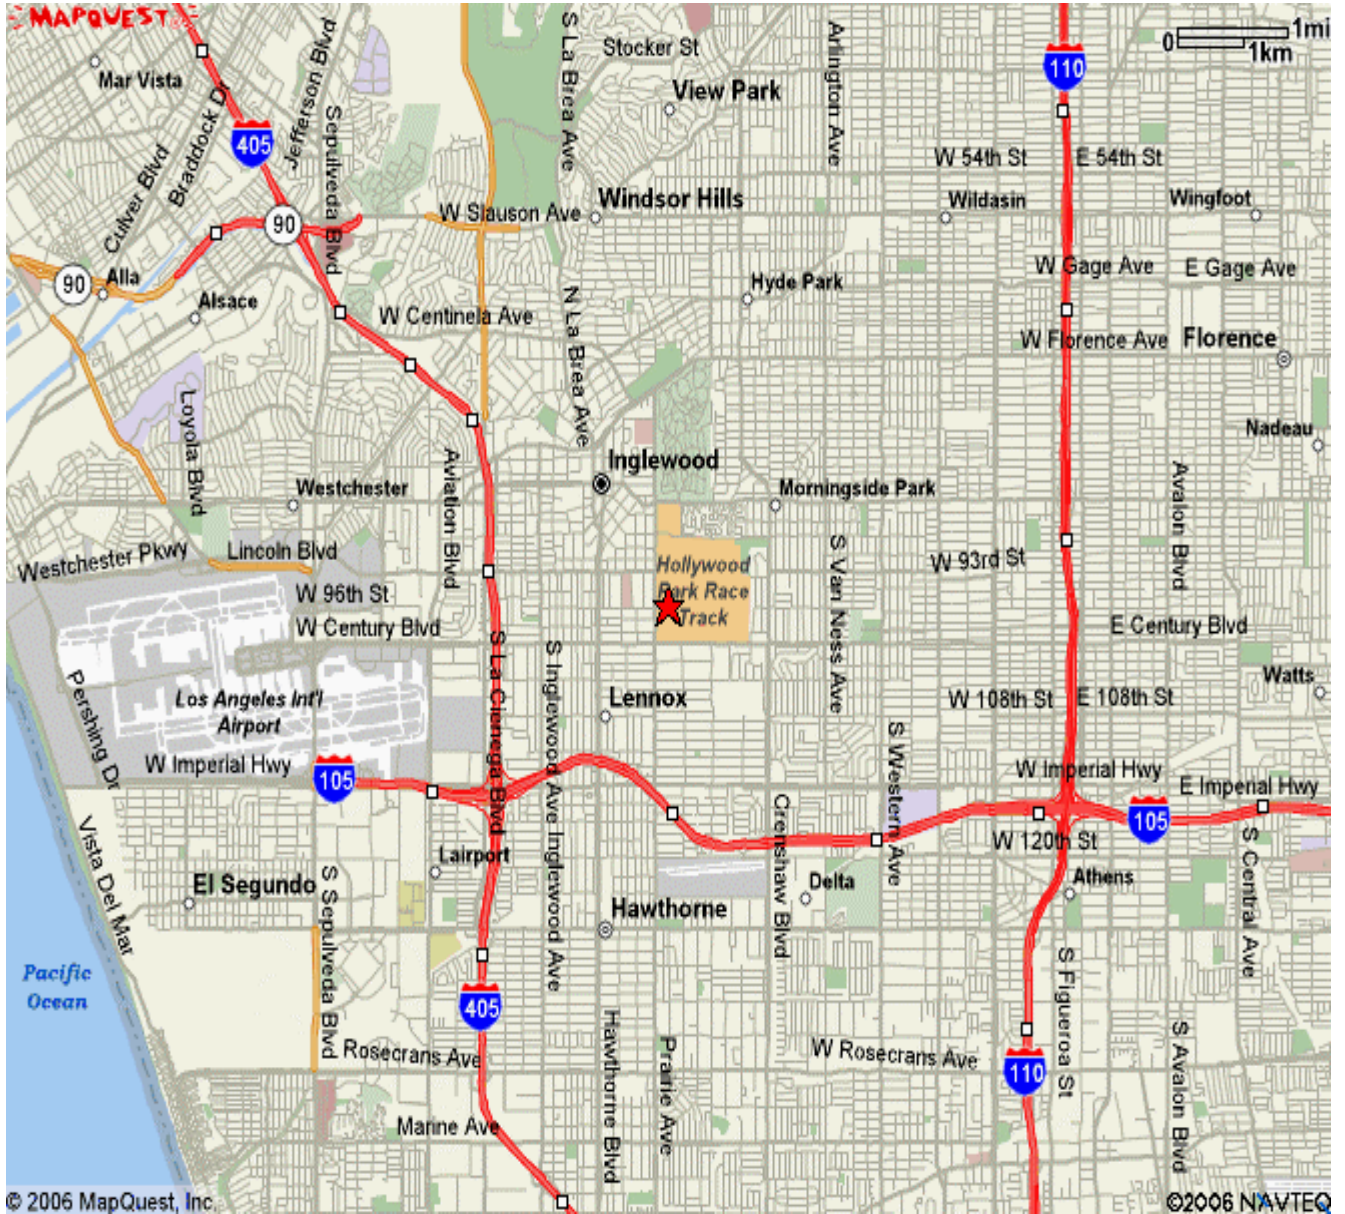 MAPQUEST
0 1mi
1km
Stocker St
Mar Vista
View Park
110
S La Brea Ave
Arlington Ave
Jefferson Blvd
Sepulveda Blvd
405
Braddock Dr
Culver Blvd
W 54th St
E 54th St
Windsor Hills
Wildasin
Wingfoot
W Slauson Ave
90
90
Alla
W Gage Ave
E Gage Ave
Hyde Park
Alsace
W Centinela Ave
N La Brea Ave
W Florence Ave
Florence
Loyola Blvd
Nadeau
Inglewood
Aviation Blvd
Westchester
Morningside Park
Avalon Blvd
Westchester Pkwy
Lincoln Blvd
S Van Ness Ave
W 93rd St
Hollywood
Park Race
Track
W 96th St
W Century Blvd
E Century Blvd
S La Cienega Blvd
S Inglewood Ave
Pershing Dr
Watts
Los Angeles Int'l
Airport
Lennox
W 108th St
E 108th St
W Imperial Hwy
105
S Western Ave
W Imperial Hwy
E Imperial Hwy
Crenshaw Blvd
105
W 120th St
Vista Del Mar
Inglewood Ave
Lairport
S Central Ave
El Segundo
S Sepulveda Blvd
Delta
Athens
Hawthorne
Pacific
Ocean
405
S Figueroa St
Hawthorne Blvd
Prairie Ave
Rosecrans Ave
W Rosecrans Ave
110
S Avalon Blvd
Marine Ave
© 2006 MapQuest, Inc.
©2006 NAVTEQ